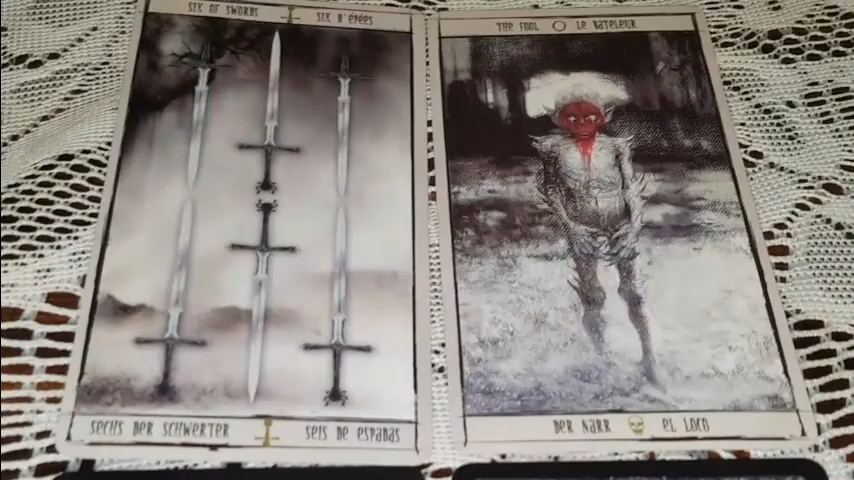 SIX OF SWORDS SIX D'ÉPÉES
THE FOOL LE BATELEUR
SECHS DER SCHWERTER SEIS DE ESPADAS
DER NARR EL LOCO